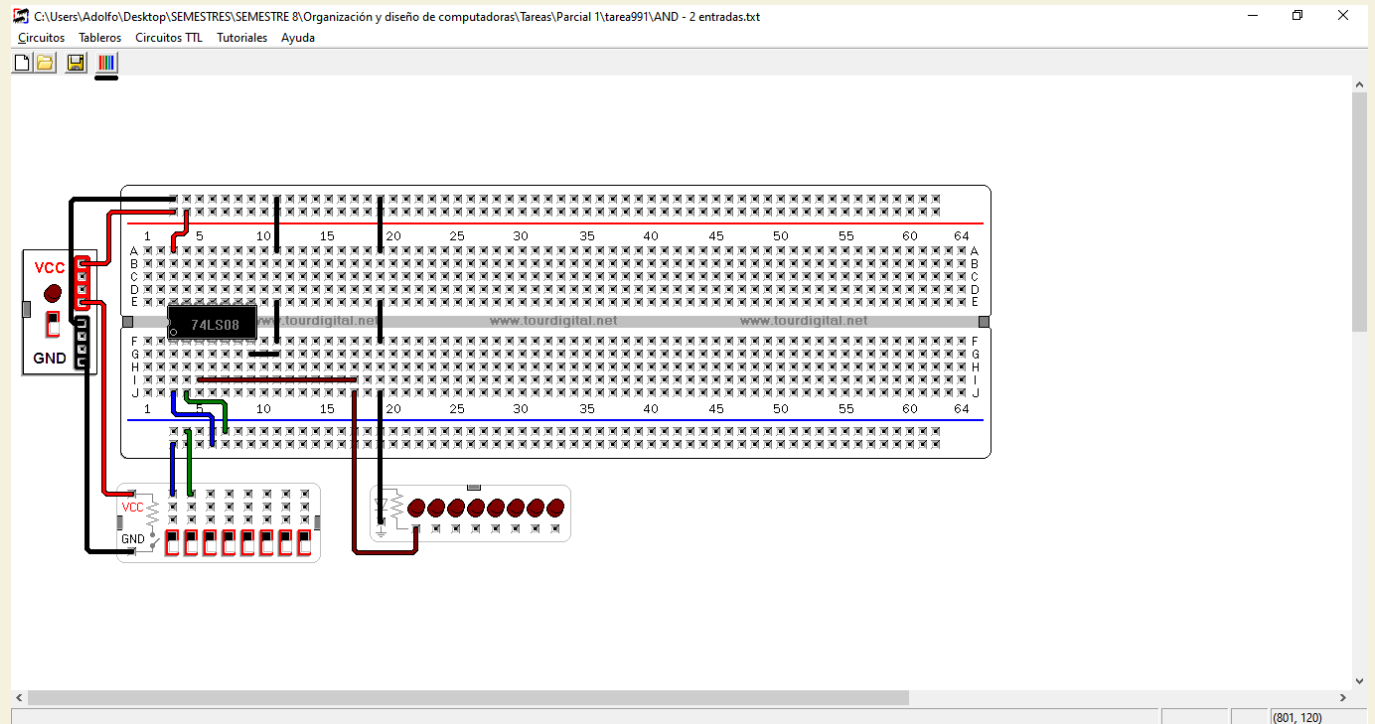 C:\Users\Adolfo\Desktop\SEMESTRES\SEMESTRE 8\Organización y diseño de computadoras\Tareas\Parcial 1\tarea991\AND - 2 entradas.txt
Circuitos Tableros Circuitos TTL Tutoriales Ayuda
1 5 10 15 20 25 30 35 40 45 50 55 60 64
A A
B B
C C
D D
E E
VCC
GND
74LS08 www.tourdigital.net www.tourdigital.net www.tourdigital.net
F F
G G
H H
I I
J J
1 5 10 15 20 25 30 35 40 45 50 55 60 64
VCC
GND
(801, 120)